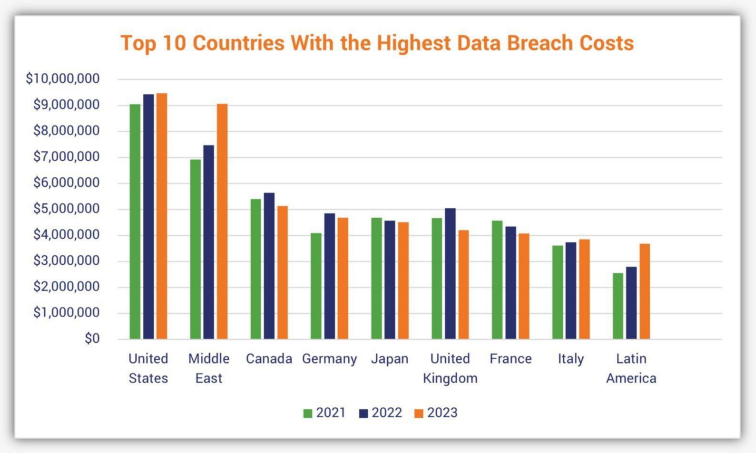 Top 10 Countries With the Highest Data Breach Costs
$10,000,000
$9,000,000
$8,000,000
$7,000,000
$6,000,000
$5,000,000
$4,000,000
$3,000,000
$2,000,000
$1,000,000
$0
United States
Middle East
Canada
Germany
Japan
United Kingdom
France
Italy
Latin America
2021 2022 2023